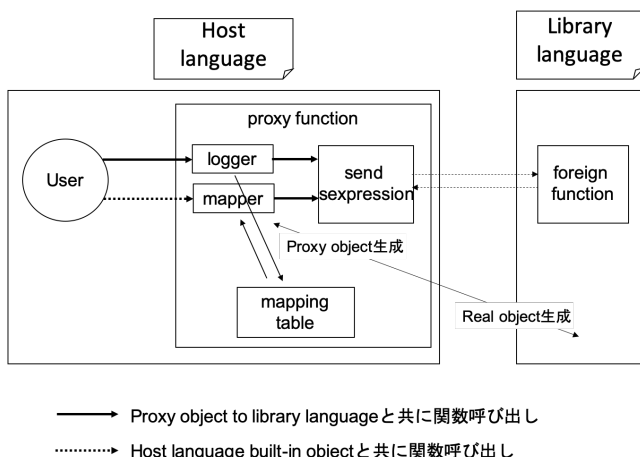 Host
language
Library
language
proxy function
User
logger
mapper
send
sexpression
foreign
function
Proxy object生成
mapping
table
Real object生成
Proxy object to library languageと共に関数呼び出し
Host language built-in objectと共に関数呼び出し